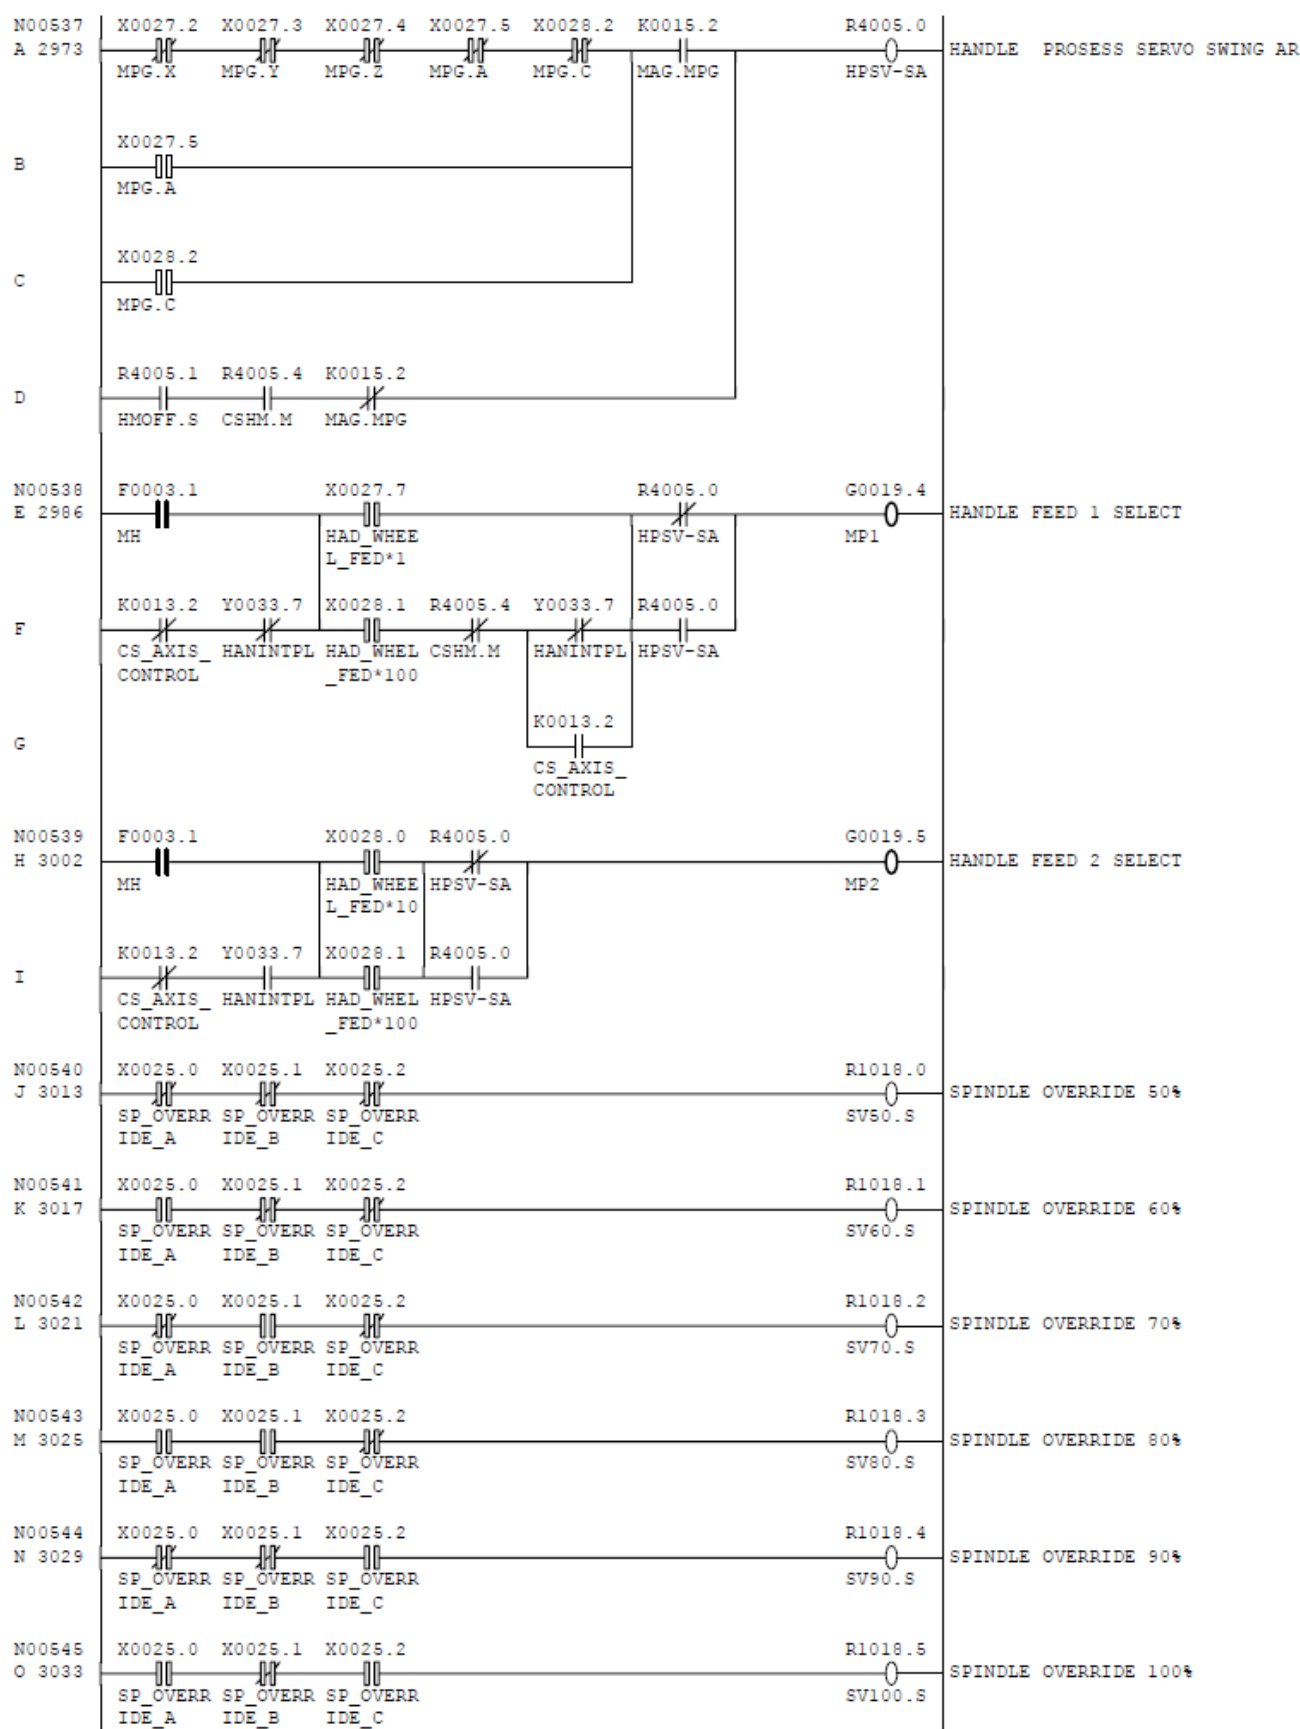 N00537 X0027.2 X0027.3 X0027.4 X0027.5 X0028.2 K0015.2 R4005.0
A 2973 HANDLE PROSESS SERVO SWING AR
MPG.X MPG.Y MPG.Z MPG.A MPG.C MAG.MPG HPSV-SA
X0027.5
B
MPG.A
X0028.2
C
MPG.C
R4005.1 R4005.4 K0015.2
D
HMOFF.S CSHM.M MAG.MPG
N00538 F0003.1 X0027.7 R4005.0 G0019.4
E 2986 HANDLE FEED 1 SELECT
MH HAD_WHEE HPSV-SA MP1
L_FED*1
K0013.2 Y0033.7 X0028.1 R4005.4 Y0033.7 R4005.0
F
CS_AXIS_ HANINTPL HAD_WHEL CSHM.M HANINTPL HPSV-SA
CONTROL _FED*100
K0013.2
G
CS_AXIS_
CONTROL
N00539 F0003.1 X0028.0 R4005.0 G0019.5
H 3002 HANDLE FEED 2 SELECT
MH HAD_WHEE HPSV-SA MP2
L_FED*10
K0013.2 Y0033.7 X0028.1 R4005.0
I
CS_AXIS_ HANINTPL HAD_WHEL HPSV-SA
CONTROL _FED*100
N00540 X0025.0 X0025.1 X0025.2 R1018.0
J 3013 SPINDLE OVERRIDE 50%
SP_OVERR SP_OVERR SP_OVERR SV50.S
IDE_A IDE_B IDE_C
N00541 X0025.0 X0025.1 X0025.2 R1018.1
K 3017 SPINDLE OVERRIDE 60%
SP_OVERR SP_OVERR SP_OVERR SV60.S
IDE_A IDE_B IDE_C
N00542 X0025.0 X0025.1 X0025.2 R1018.2
L 3021 SPINDLE OVERRIDE 70%
SP_OVERR SP_OVERR SP_OVERR SV70.S
IDE_A IDE_B IDE_C
N00543 X0025.0 X0025.1 X0025.2 R1018.3
M 3025 SPINDLE OVERRIDE 80%
SP_OVERR SP_OVERR SP_OVERR SV80.S
IDE_A IDE_B IDE_C
N00544 X0025.0 X0025.1 X0025.2 R1018.4
N 3029 SPINDLE OVERRIDE 90%
SP_OVERR SP_OVERR SP_OVERR SV90.S
IDE_A IDE_B IDE_C
N00545 X0025.0 X0025.1 X0025.2 R1018.5
O 3033 SPINDLE OVERRIDE 100%
SP_OVERR SP_OVERR SP_OVERR SV100.S
IDE_A IDE_B IDE_C